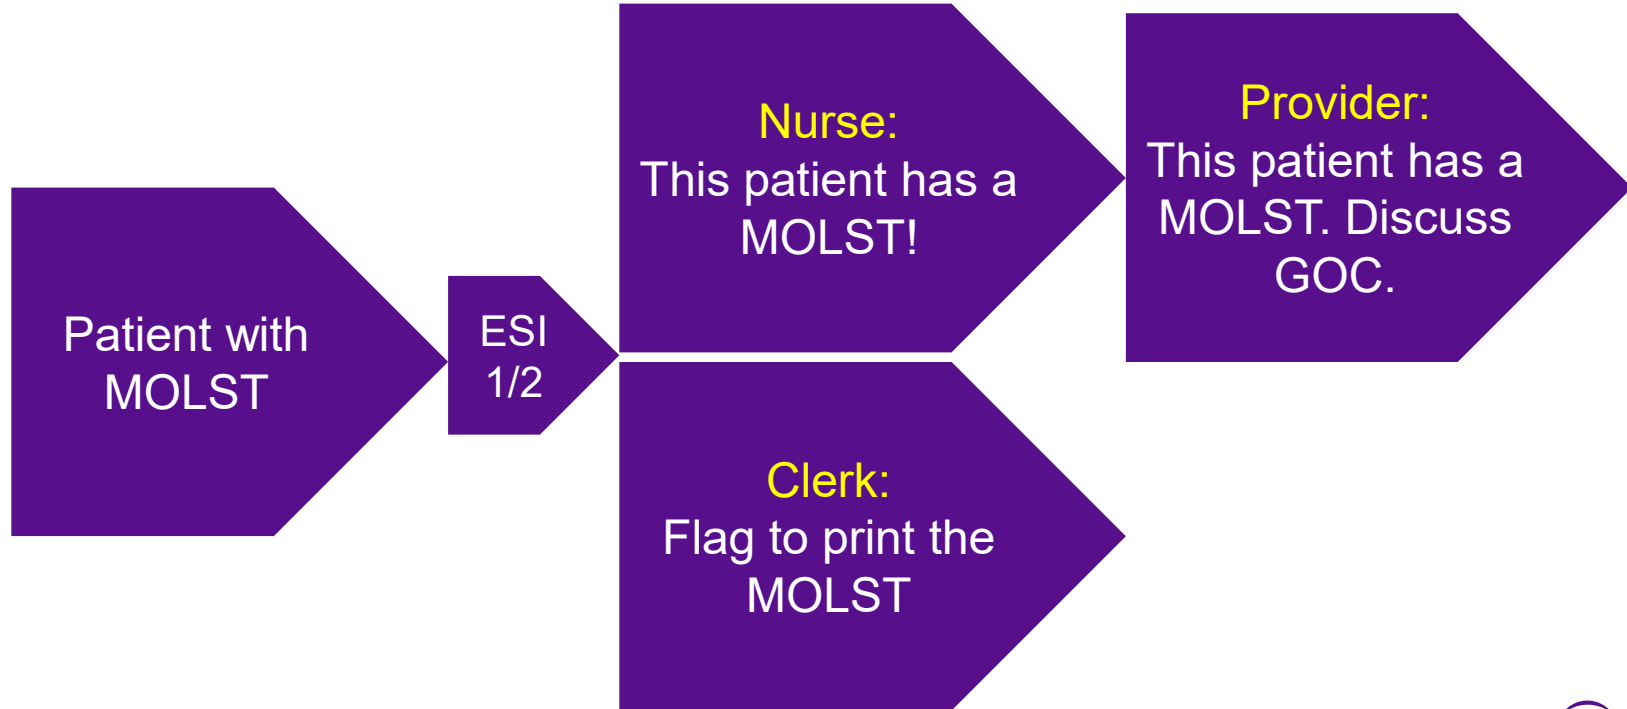 Patient with
MOLST
ESI
1/2
Nurse:
This patient has a
MOLST!
Clerk:
Flag to print the
MOLST
Provider:
This patient has a
MOLST. Discuss
GOC.